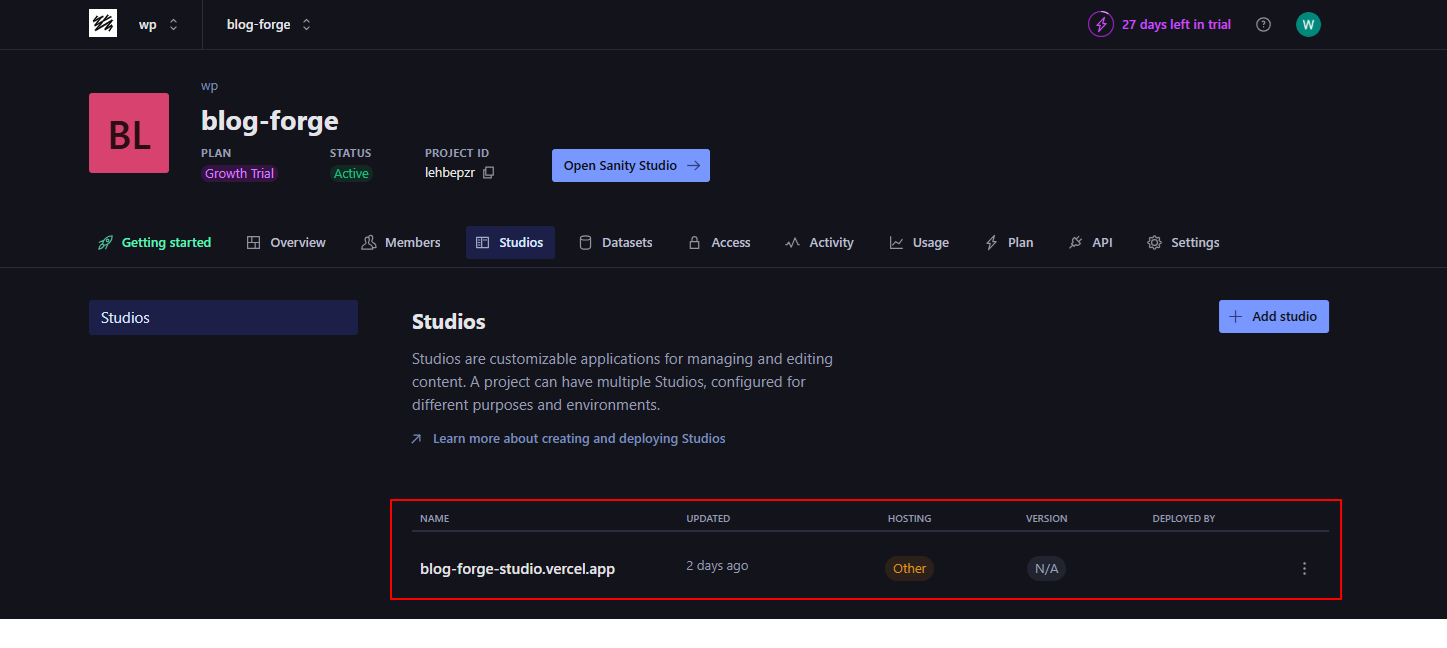 wp
blog-forge
27 days left in trial
W
wp
BL
blog-forge
PLAN STATUS PROJECT ID
Growth Trial Active lehbepzr
Open Sanity Studio
Getting started Overview Members Studios Datasets Access Activity Usage Plan API Settings
Studios
Studios
Add studio
Studios are customizable applications for managing and editing
content. A project can have multiple Studios, configured for
different purposes and environments.
Learn more about creating and deploying Studios
NAME UPDATED HOSTING VERSION DEPLOYED BY
blog-forge-studio.vercel.app 2 days ago Other N/A